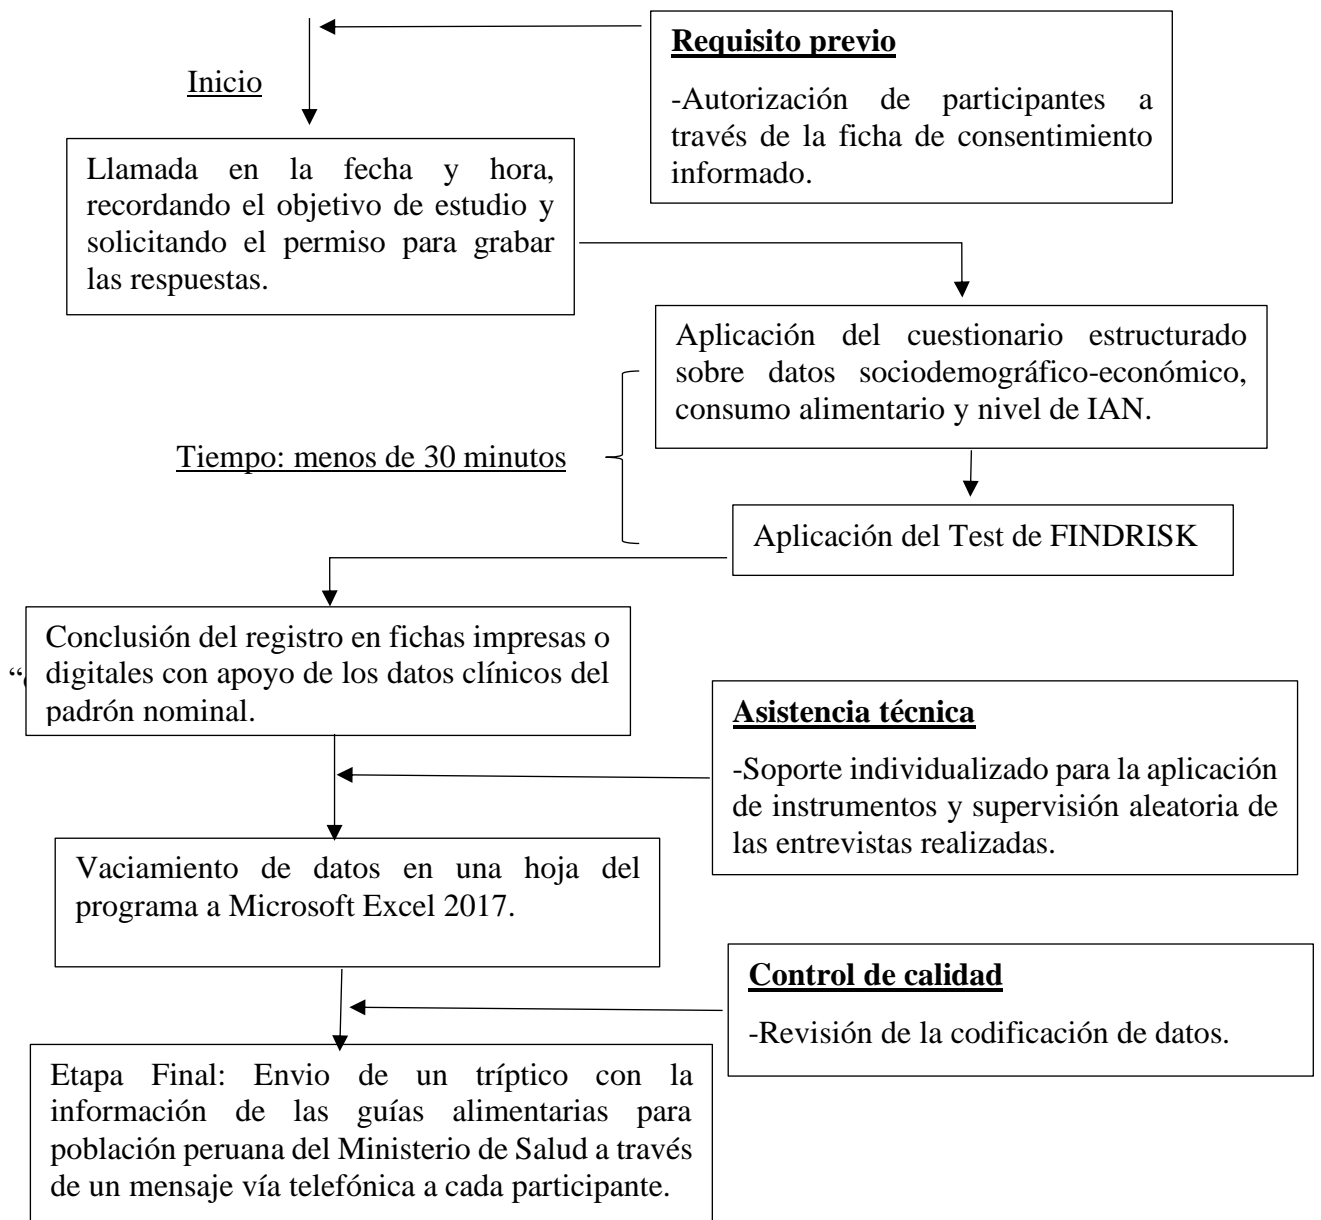 Requisito previo
-Autorización de participantes a
través de la ficha de consentimiento
informado.
Inicio
Llamada en la fecha y hora,
recordando el objetivo de estudio y
solicitando el permiso para grabar
las respuestas.
Aplicación del cuestionario estructurado
sobre datos sociodemográfico-económico,
consumo alimentario y nivel de IAN.
Tiempo: menos de 30 minutos
Aplicación del Test de FINDRISK
Conclusión del registro en fichas impresas o
digitales con apoyo de los datos clínicos del
padrón nominal.
Asistencia técnica
-Soporte individualizado para la aplicación
de instrumentos y supervisión aleatoria de
las entrevistas realizadas.
Vaciamiento de datos en una hoja del
programa a Microsoft Excel 2017.
Control de calidad
-Revisión de la codificación de datos.
Etapa Final: Envio de un tríptico con la
información de las guías alimentarias para
población peruana del Ministerio de Salud a través
de un mensaje vía telefónica a cada participante.